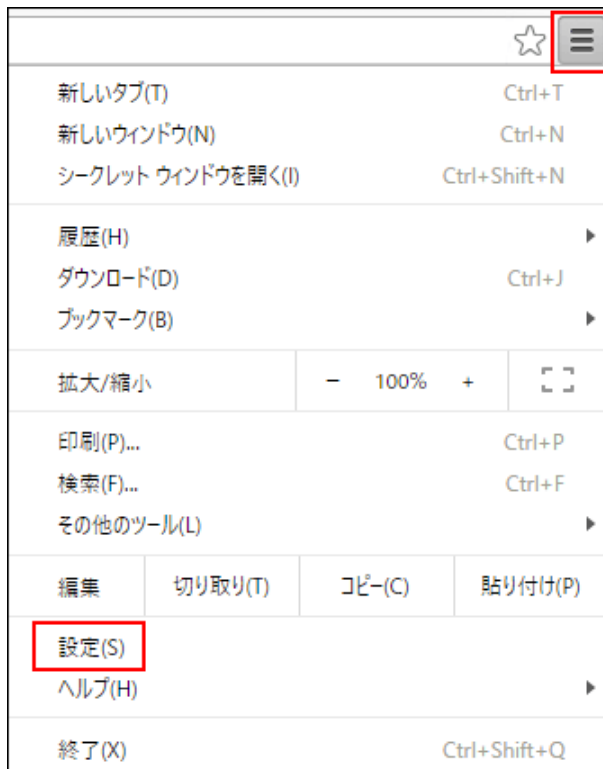 新しいタブ(T) Ctrl+T
新しいウィンドウ(N) Ctrl+N
シークレット ウィンドウを開く(I) Ctrl+Shift+N
履歴(H)
ダウンロード(D) Ctrl+J
ブックマーク(B)
拡大/縮小 − 100% +
印刷(P)... Ctrl+P
検索(F)... Ctrl+F
その他のツール(L)
編集 切り取り(T) コピー(C) 貼り付け(P)
設定(S)
ヘルプ(H)
終了(X) Ctrl+Shift+Q